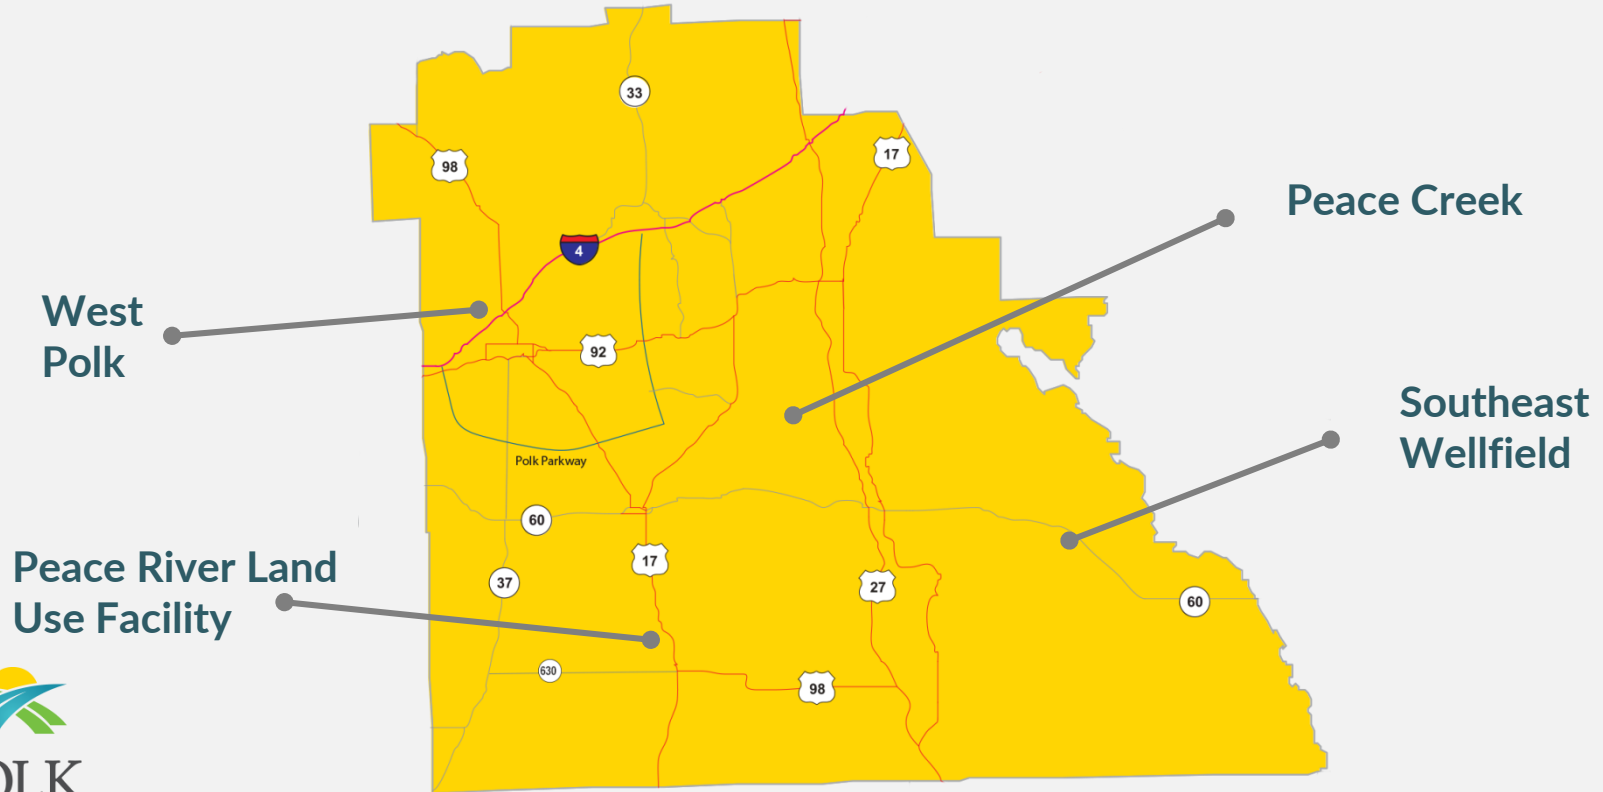 33
98
17
Peace Creek
4
West
Polk
92
Southeast
Wellfield
Polk Parkway
60
Peace River Land
Use Facility
37
17
27
60
630
98
OLK